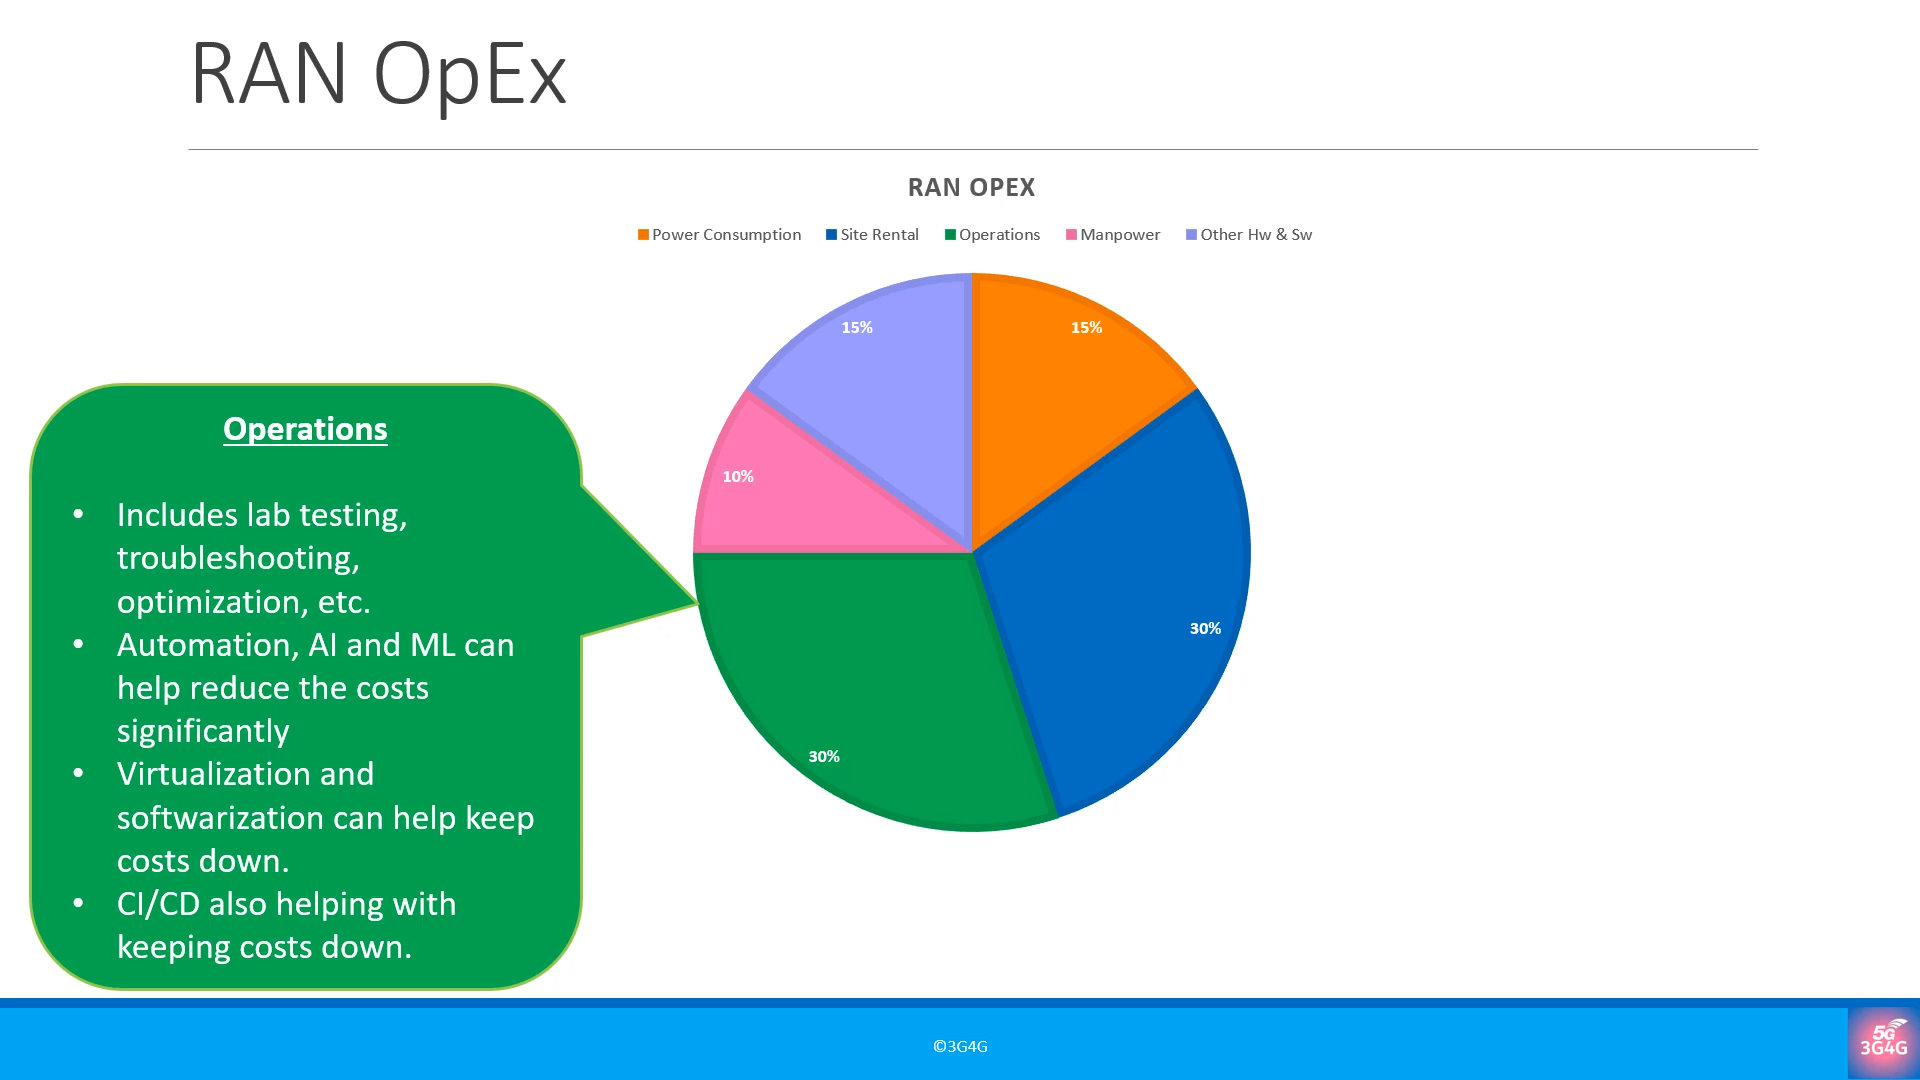 RAN OpEx
RAN OPEX
Power Consumption Site Rental Operations Manpower Other Hw & Sw
15% 15%
10%
30%
30%
Operations
• Includes lab testing,
troubleshooting,
optimization, etc.
• Automation, AI and ML can
help reduce the costs
significantly
• Virtualization and
softwarization can help keep
costs down.
• CI/CD also helping with
keeping costs down.
©3G4G
5G
3G4G